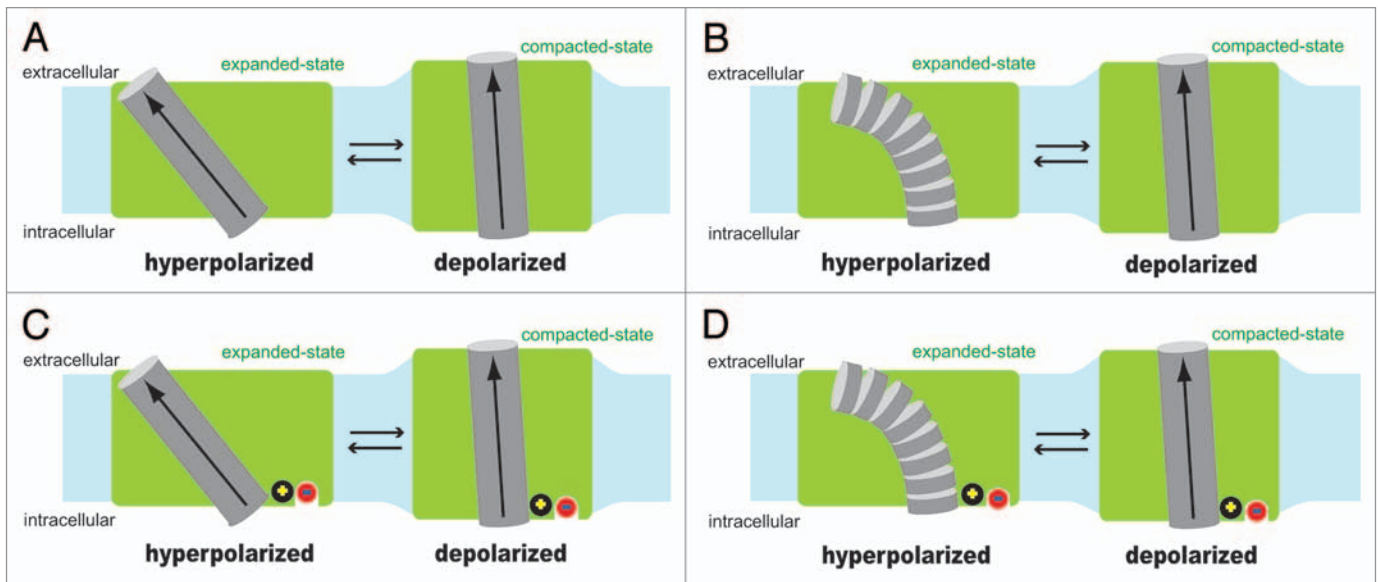 A
compacted-state
extracellular
expanded-state
intracellular
hyperpolarized
depolarized
B
compacted-state
extracellular
expanded-state
intracellular
hyperpolarized
depolarized
C
compacted-state
extracellular
expanded-state
intracellular
hyperpolarized
depolarized
D
compacted-state
extracellular
expanded-state
intracellular
hyperpolarized
depolarized